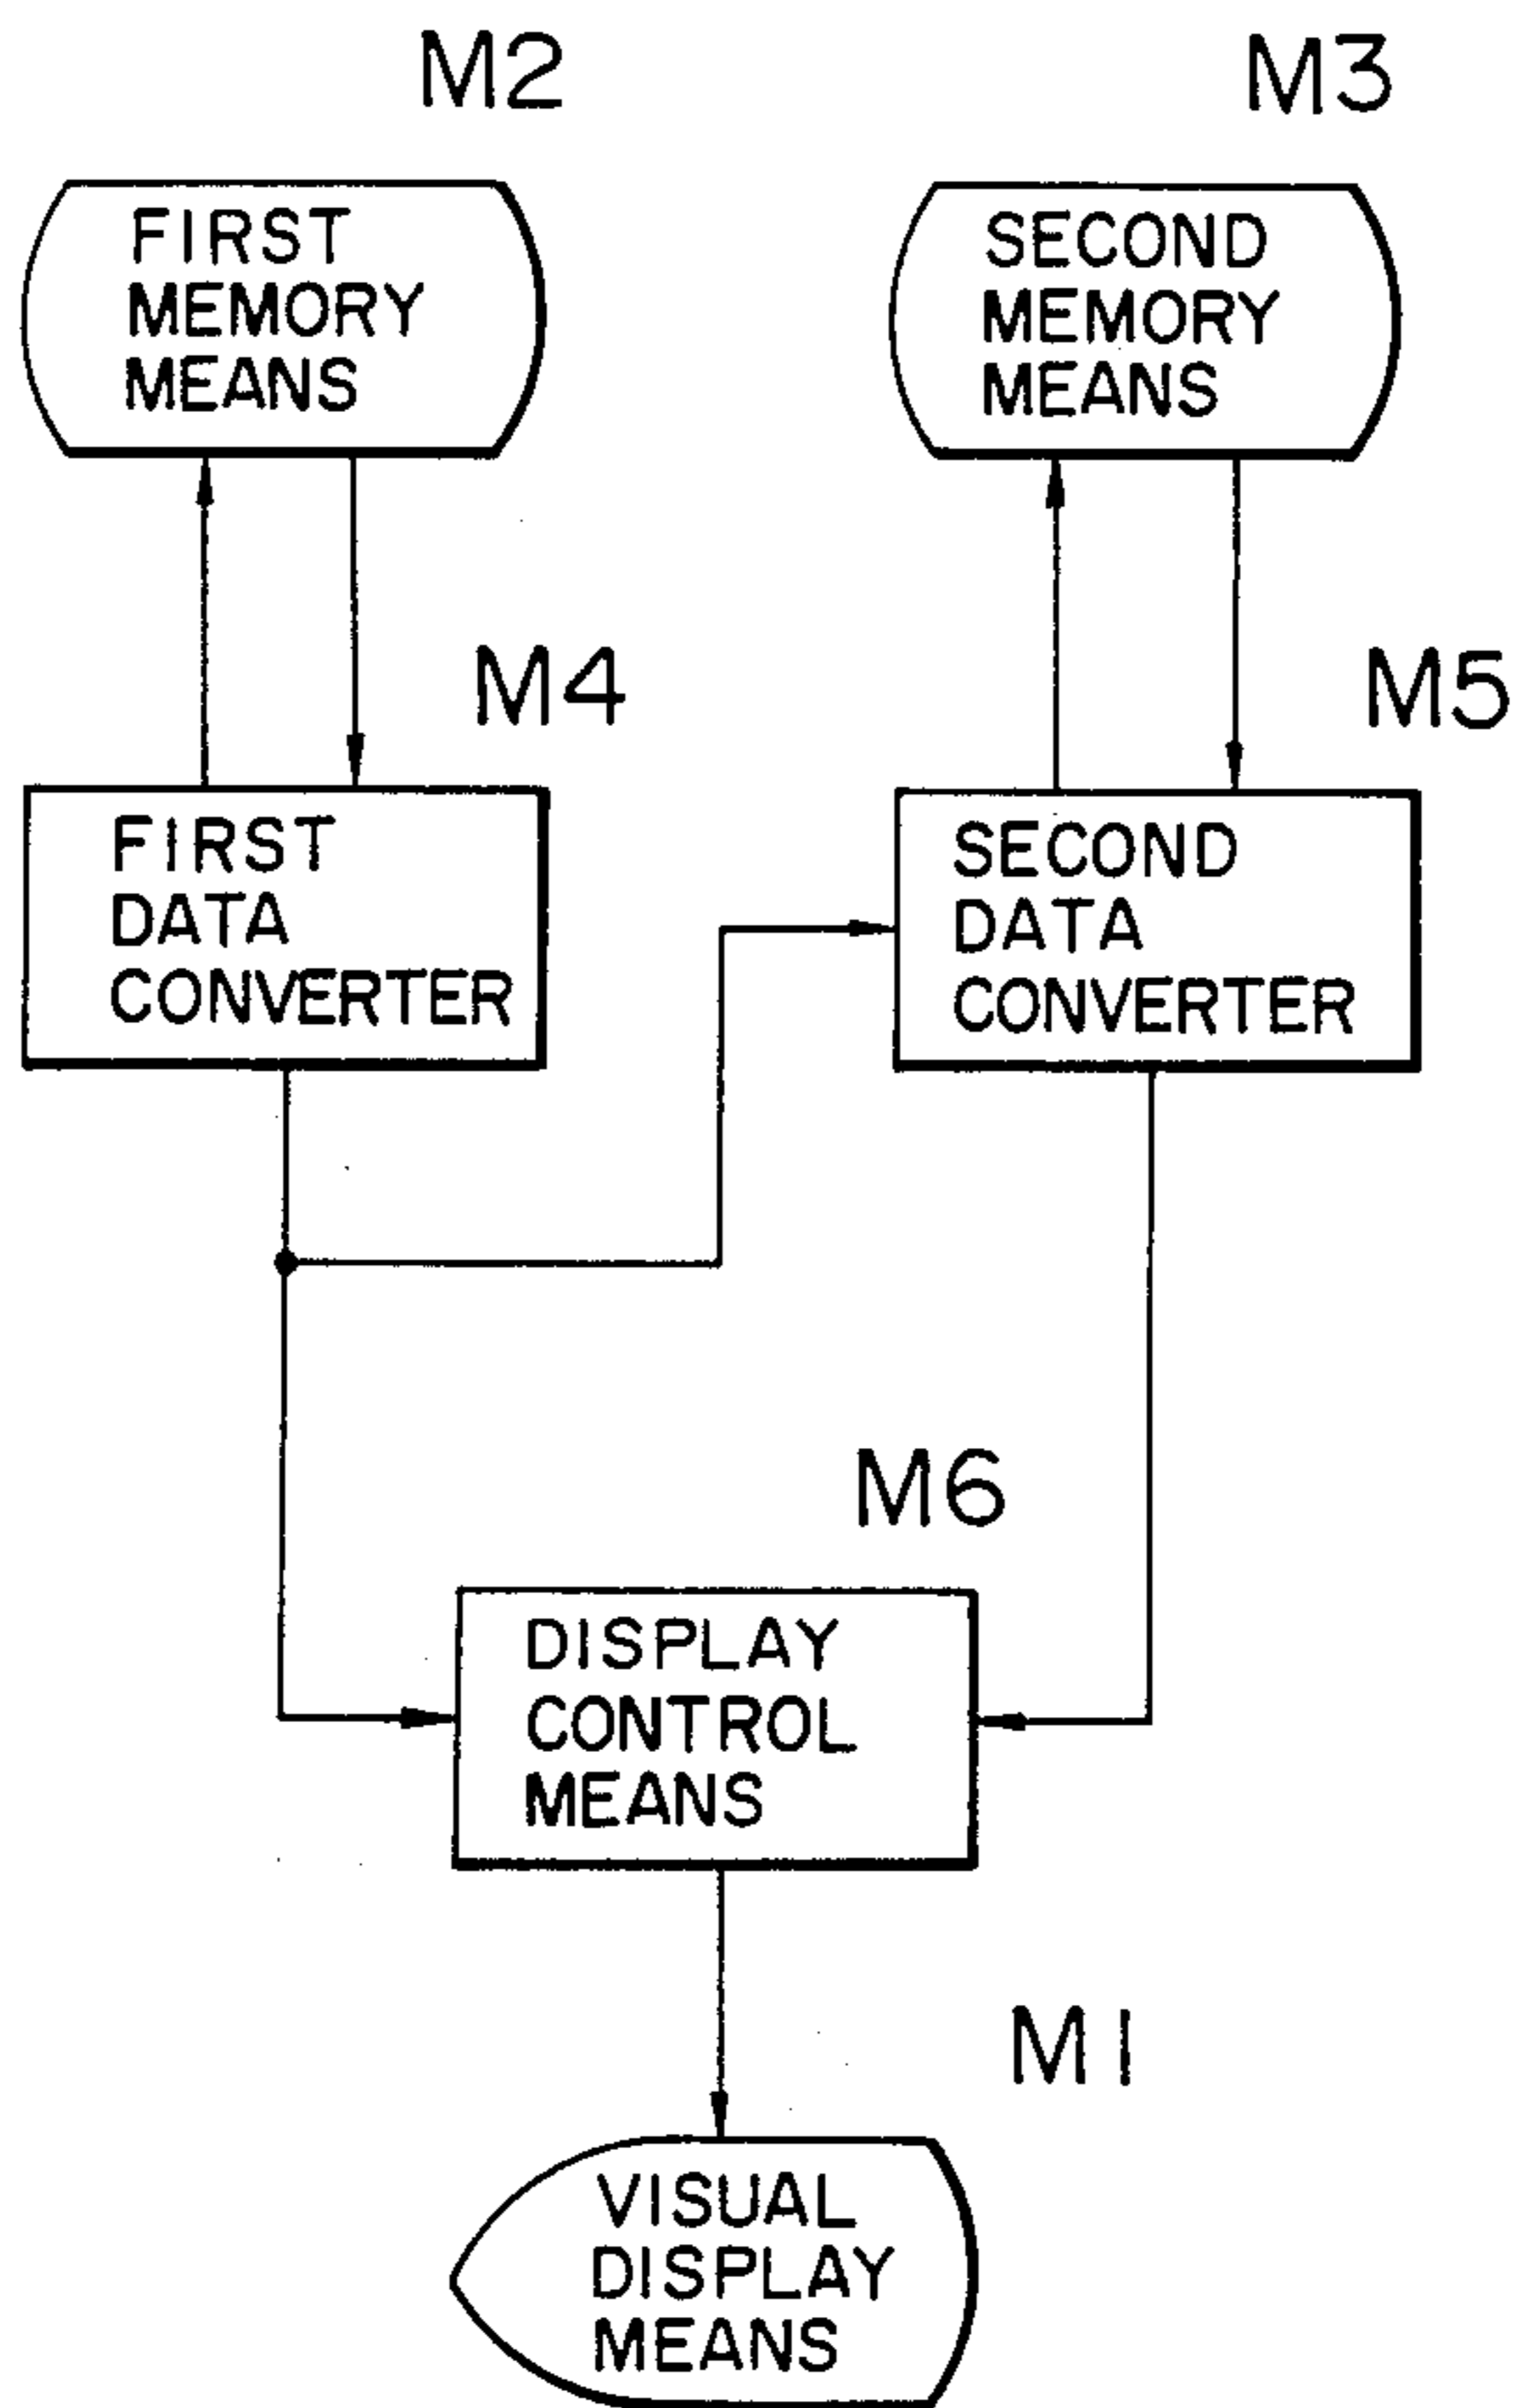 M2
FIRST
MEMORY
MEANS
M3
SECOND
MEMORY
MEANS
M4
FIRST
DATA
CONVERTER
M5
SECOND
DATA
CONVERTER
M6
DISPLAY
CONTROL
MEANS
M1
VISUAL
DISPLAY
MEANS